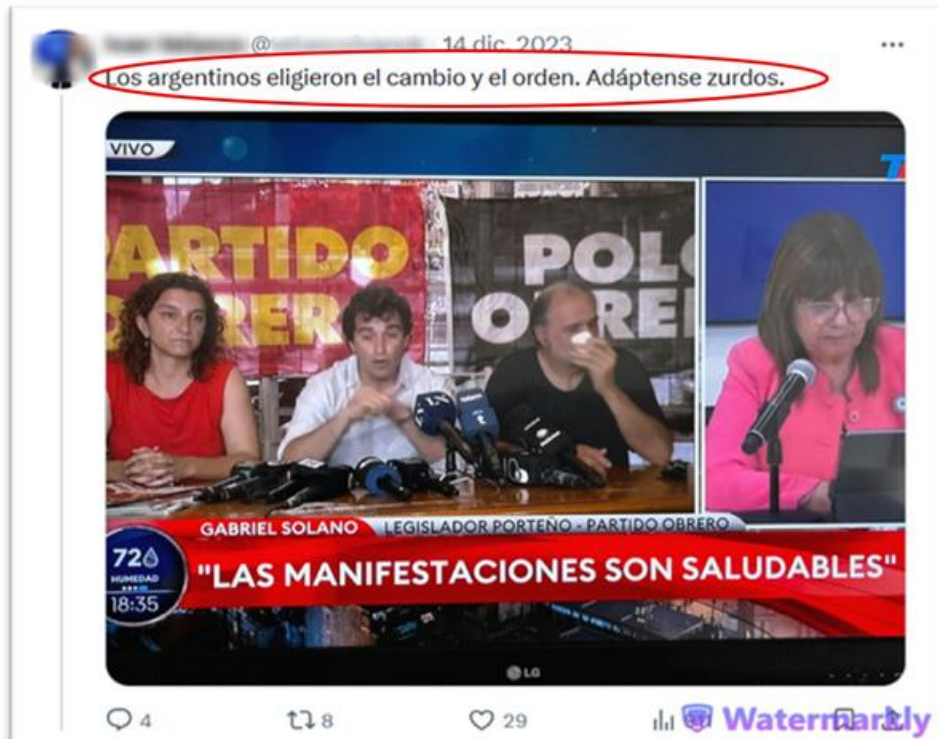 @
14 dic. 2023
Los argentinos eligieron el cambio y el orden. Adáptense zurdos.
VIVO
PARTIDO
OBRERO
POLO
OBRE
GABRIEL SOLANO
LEGISLADOR PORTEÑO - PARTIDO OBRERO
72
HUMEDAD
18:35
"LAS MANIFESTACIONES SON SALUDABLES"
LG
4
8
29
Watermarkly